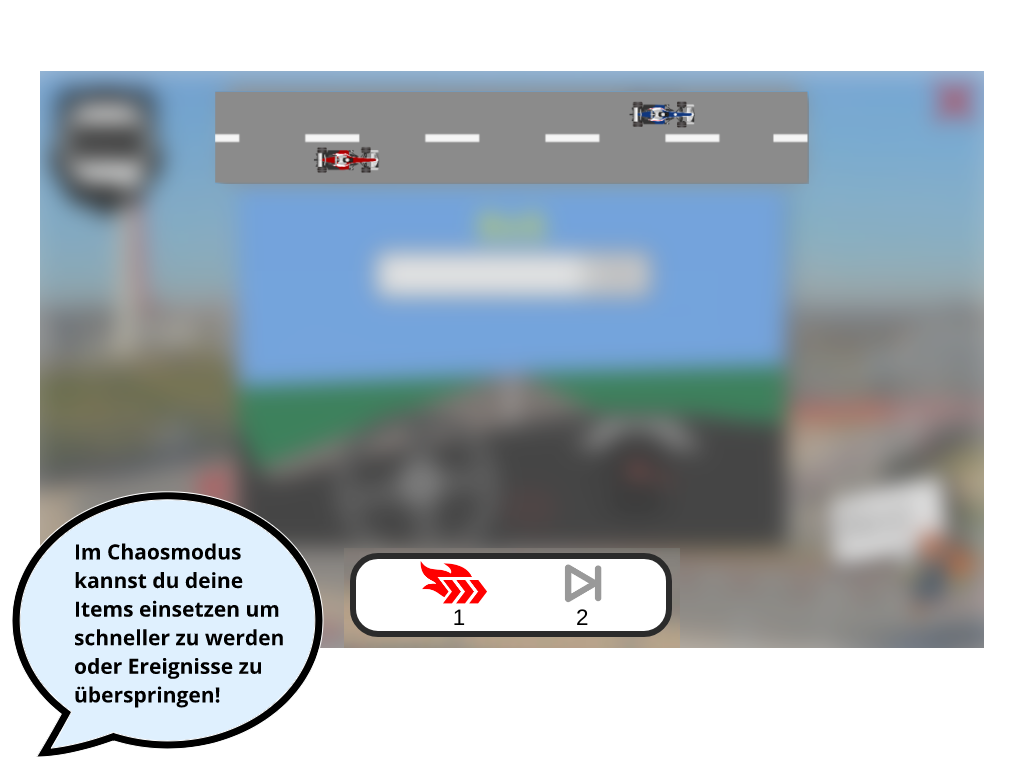 Im Chaosmodus
kannst du deine
Items einsetzen um
schneller zu werden
oder Ereignisse zu
überspringen!
1
2